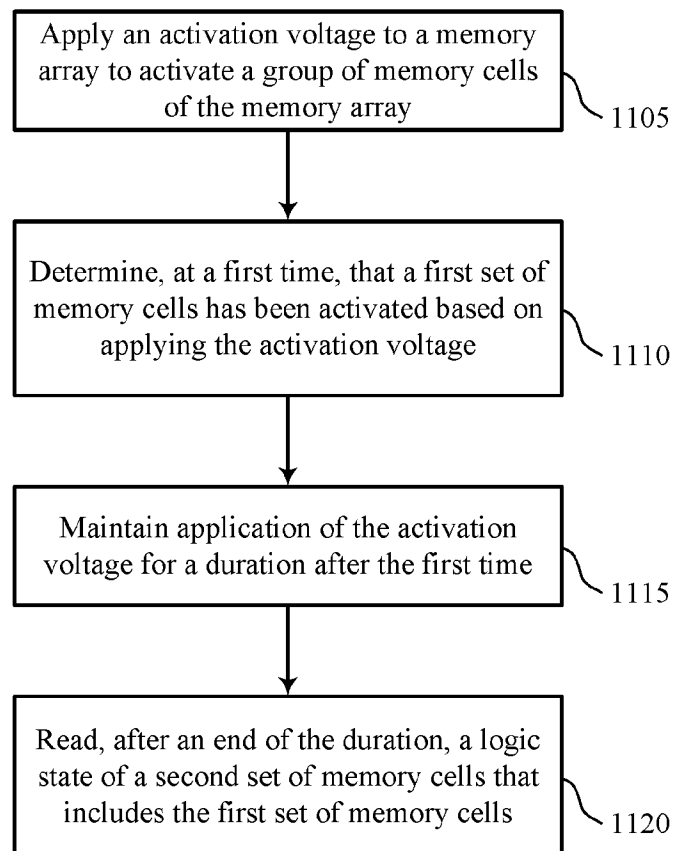 Apply an activation voltage to a memory
array to activate a group of memory cells
of the memory array
1105
Determine, at a first time, that a first set of
memory cells has been activated based on
applying the activation voltage
1110
Maintain application of the activation
voltage for a duration after the first time
1115
Read, after an end of the duration, a logic
state of a second set of memory cells that
includes the first set of memory cells
1120